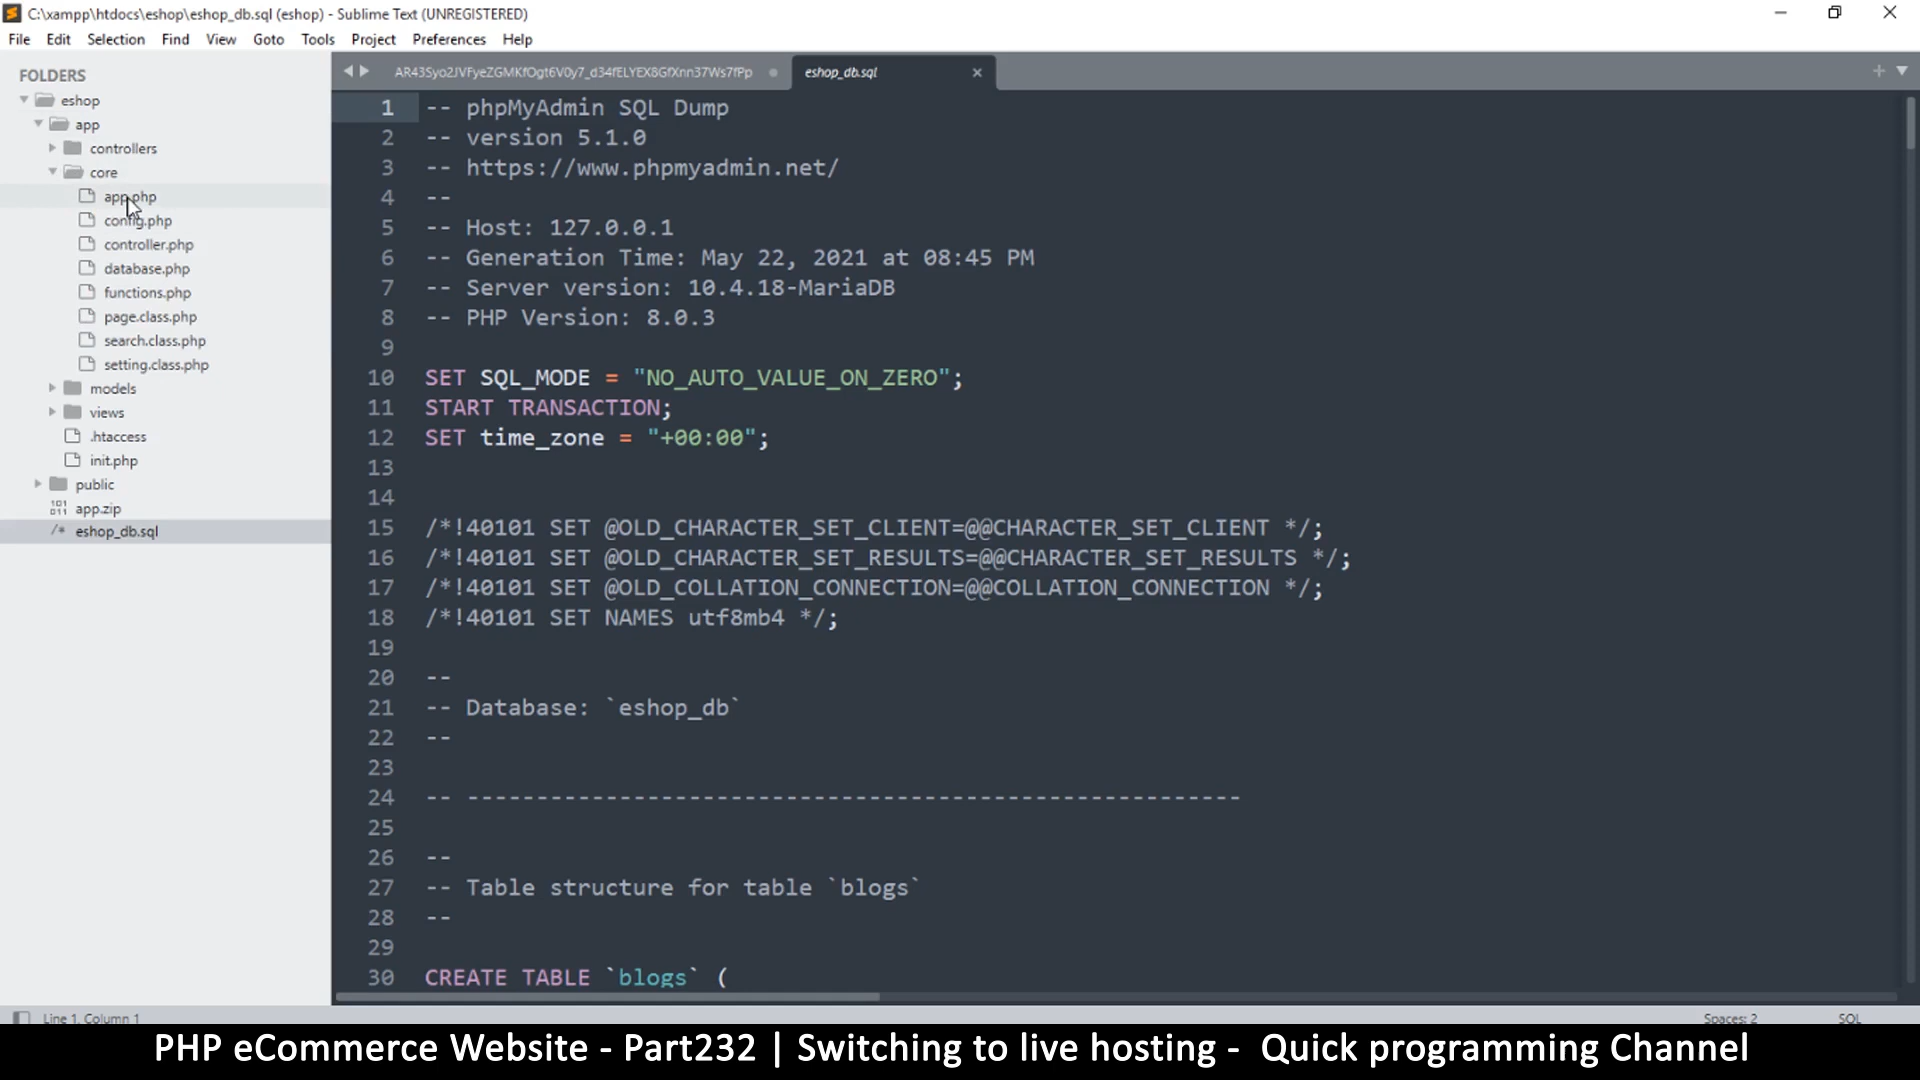 C:\xampp\htdocs\eshop\eshop_db.sql (eshop) - Sublime Text (UNREGISTERED)
File Edit Selection Find View Goto Tools Project Preferences Help
FOLDERS
eshop
app
controllers
core
app.php
config.php
controller.php
database.php
functions.php
page.class.php
search.class.php
setting.class.php
models
views
.htaccess
init.php
public
app.zip
/* eshop_db.sql
eshop_db.sql
1 -- phpMyAdmin SQL Dump
2 -- version 5.1.0
3 -- https://www.phpmyadmin.net/
4 --
5 -- Host: 127.0.0.1
6 -- Generation Time: May 22, 2021 at 08:45 PM
7 -- Server version: 10.4.18-MariaDB
8 -- PHP Version: 8.0.3
9
10 SET SQL_MODE = "NO_AUTO_VALUE_ON_ZERO";
11 START TRANSACTION;
12 SET time_zone = "+00:00";
13
14
15 /*!40101 SET @OLD_CHARACTER_SET_CLIENT=@@CHARACTER_SET_CLIENT */;
16 /*!40101 SET @OLD_CHARACTER_SET_RESULTS=@@CHARACTER_SET_RESULTS */;
17 /*!40101 SET @OLD_COLLATION_CONNECTION=@@COLLATION_CONNECTION */;
18 /*!40101 SET NAMES utf8mb4 */;
19
20 --
21 -- Database: `eshop_db`
22 --
23
24 -- --------------------------------------------------------
25
26 --
27 -- Table structure for table `blogs`
28 --
29
30 CREATE TABLE `blogs` (
Line 1, Column 1 Spaces: 2 SQL
PHP eCommerce Website - Part232 | Switching to live hosting - Quick programming Channel